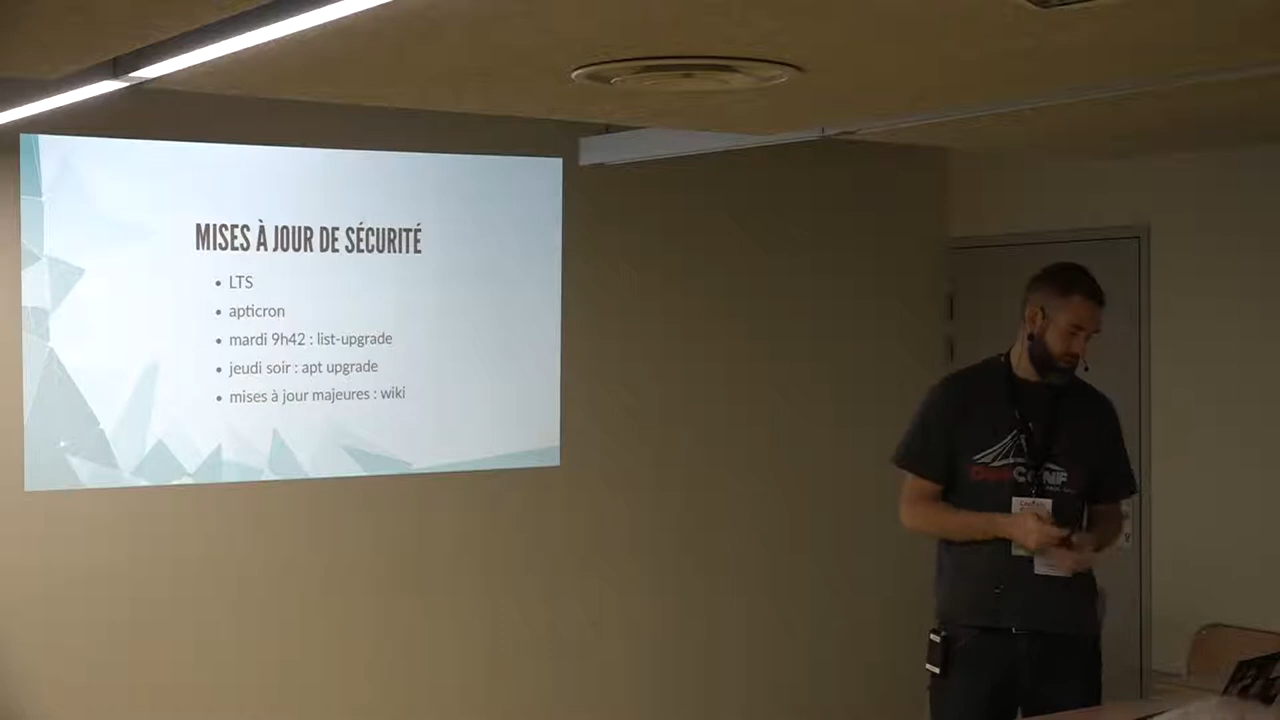 MISES À JOUR DE SÉCURITÉ
• LTS
• apticron
• mardi 9h42 : list-upgrade
• jeudi soir : apt upgrade
• mises à jour majeures : wiki